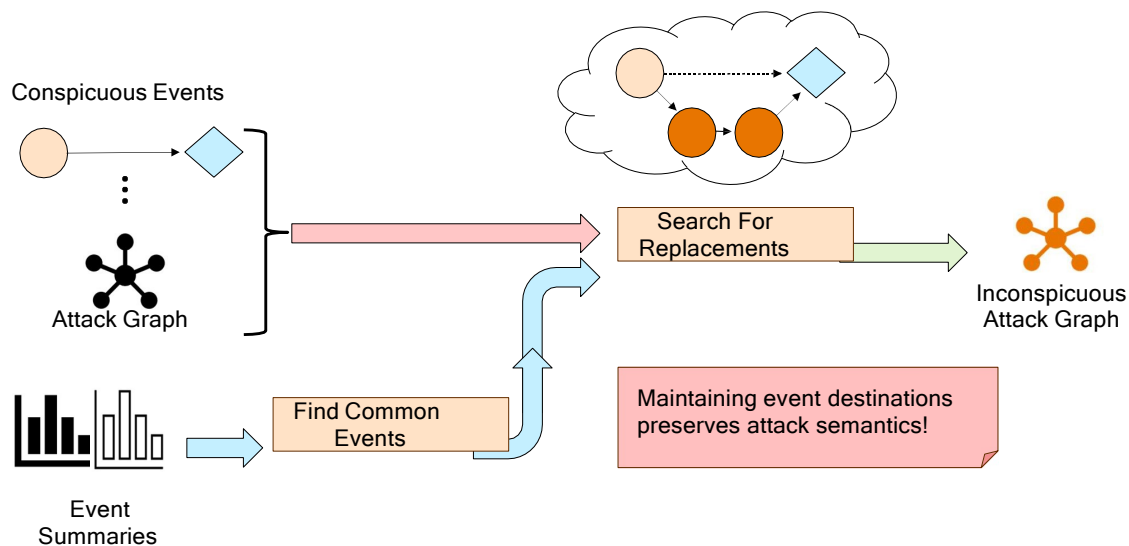 Conspicuous Events
Attack Graph
Search For
Replacements
Inconspicuous
Attack Graph
Find Common
Events
Maintaining event destinations
preserves attack semantics!
Event
Summaries